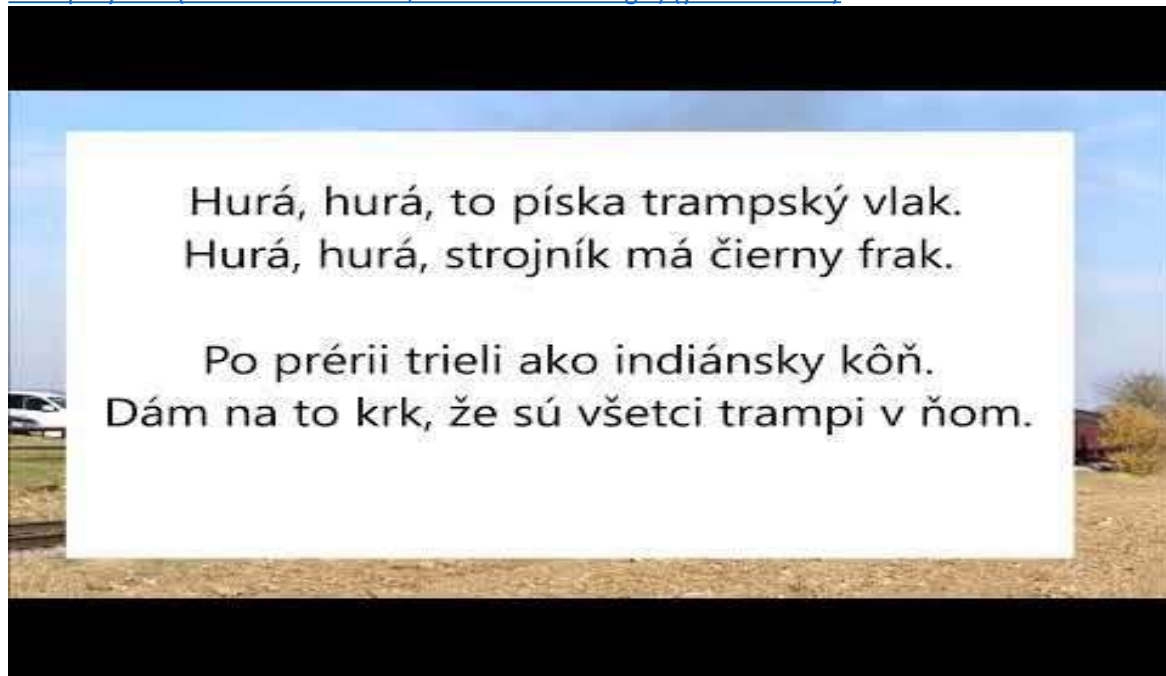 Hurá, hurá, to píska trampský vlak.
Hurá, hurá, strojník má čierny frak.
Po prérii trieli ako indiánsky kôň.
Dám na to krk, že sú všetci trampi v ňom.